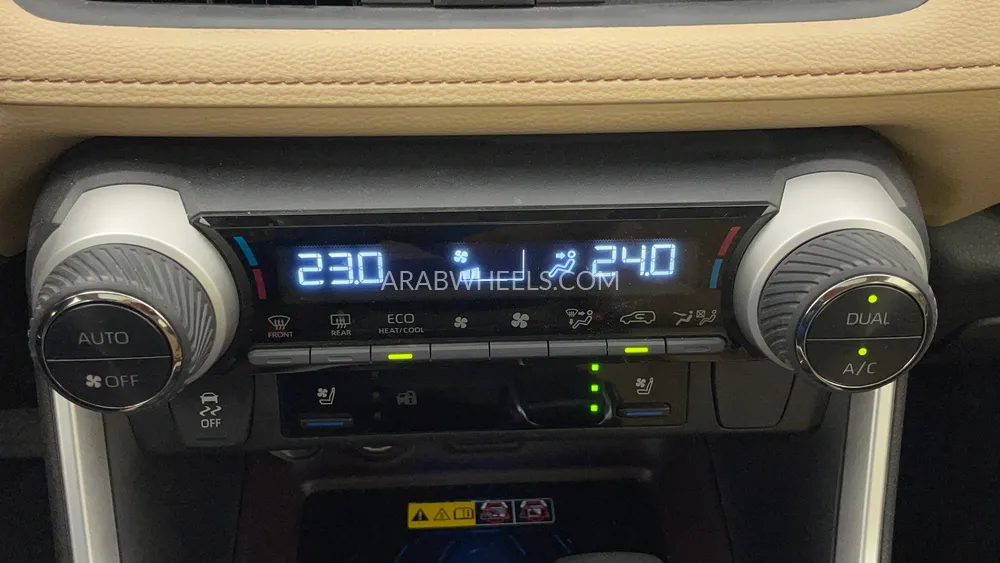 23.0
24.0
ARABWHEELS.COM
FRONT
REAR
ECO
HEAT/COOL
AUTO
OFF
DUAL
A/C
OFF